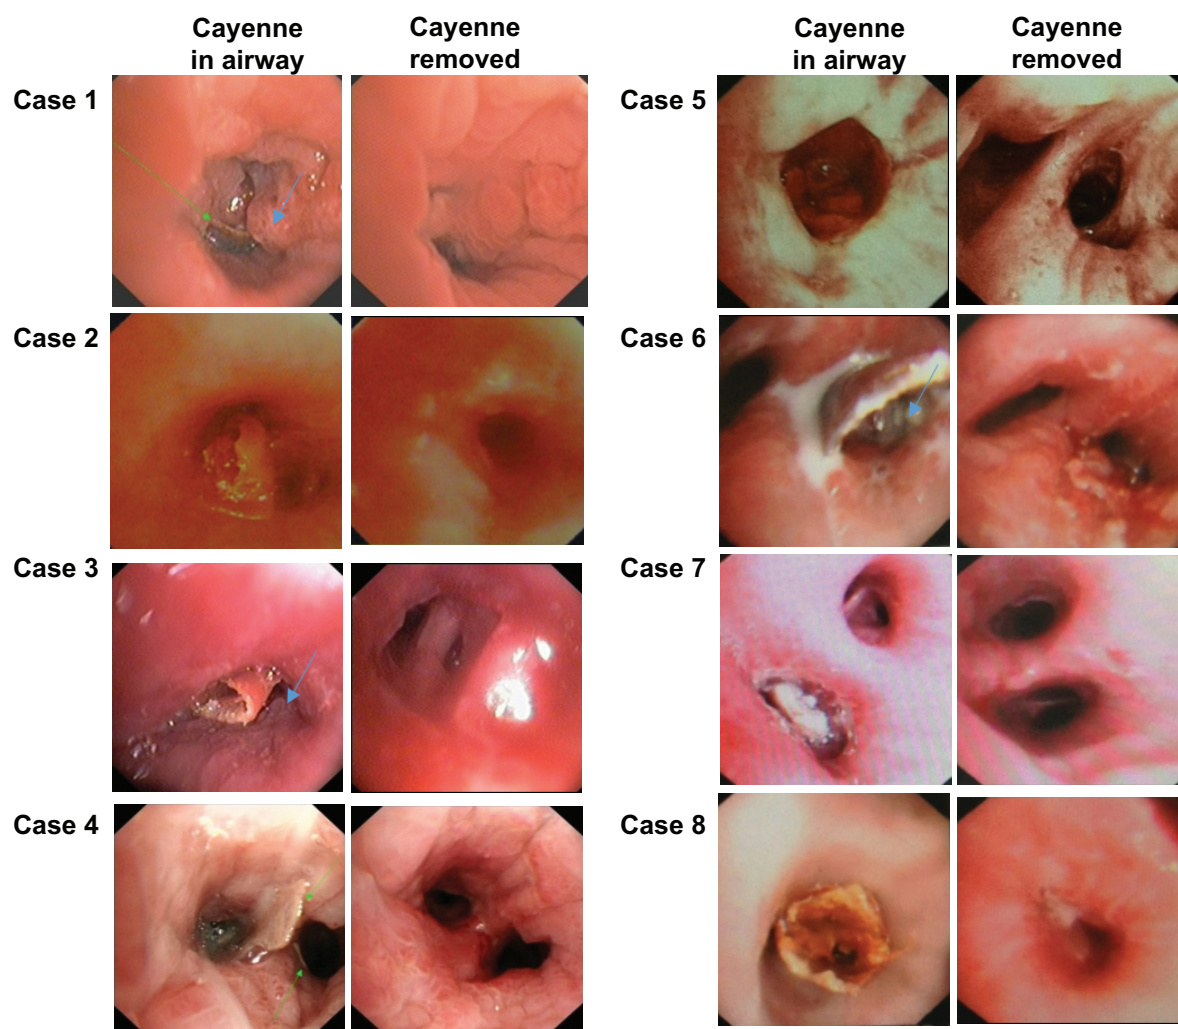 Cayenne
in airway
Cayenne
removed
Cayenne
in airway
Cayenne
removed
Case 1
Case 5
Case 2
Case 6
Case 3
Case 7
Case 4
Case 8